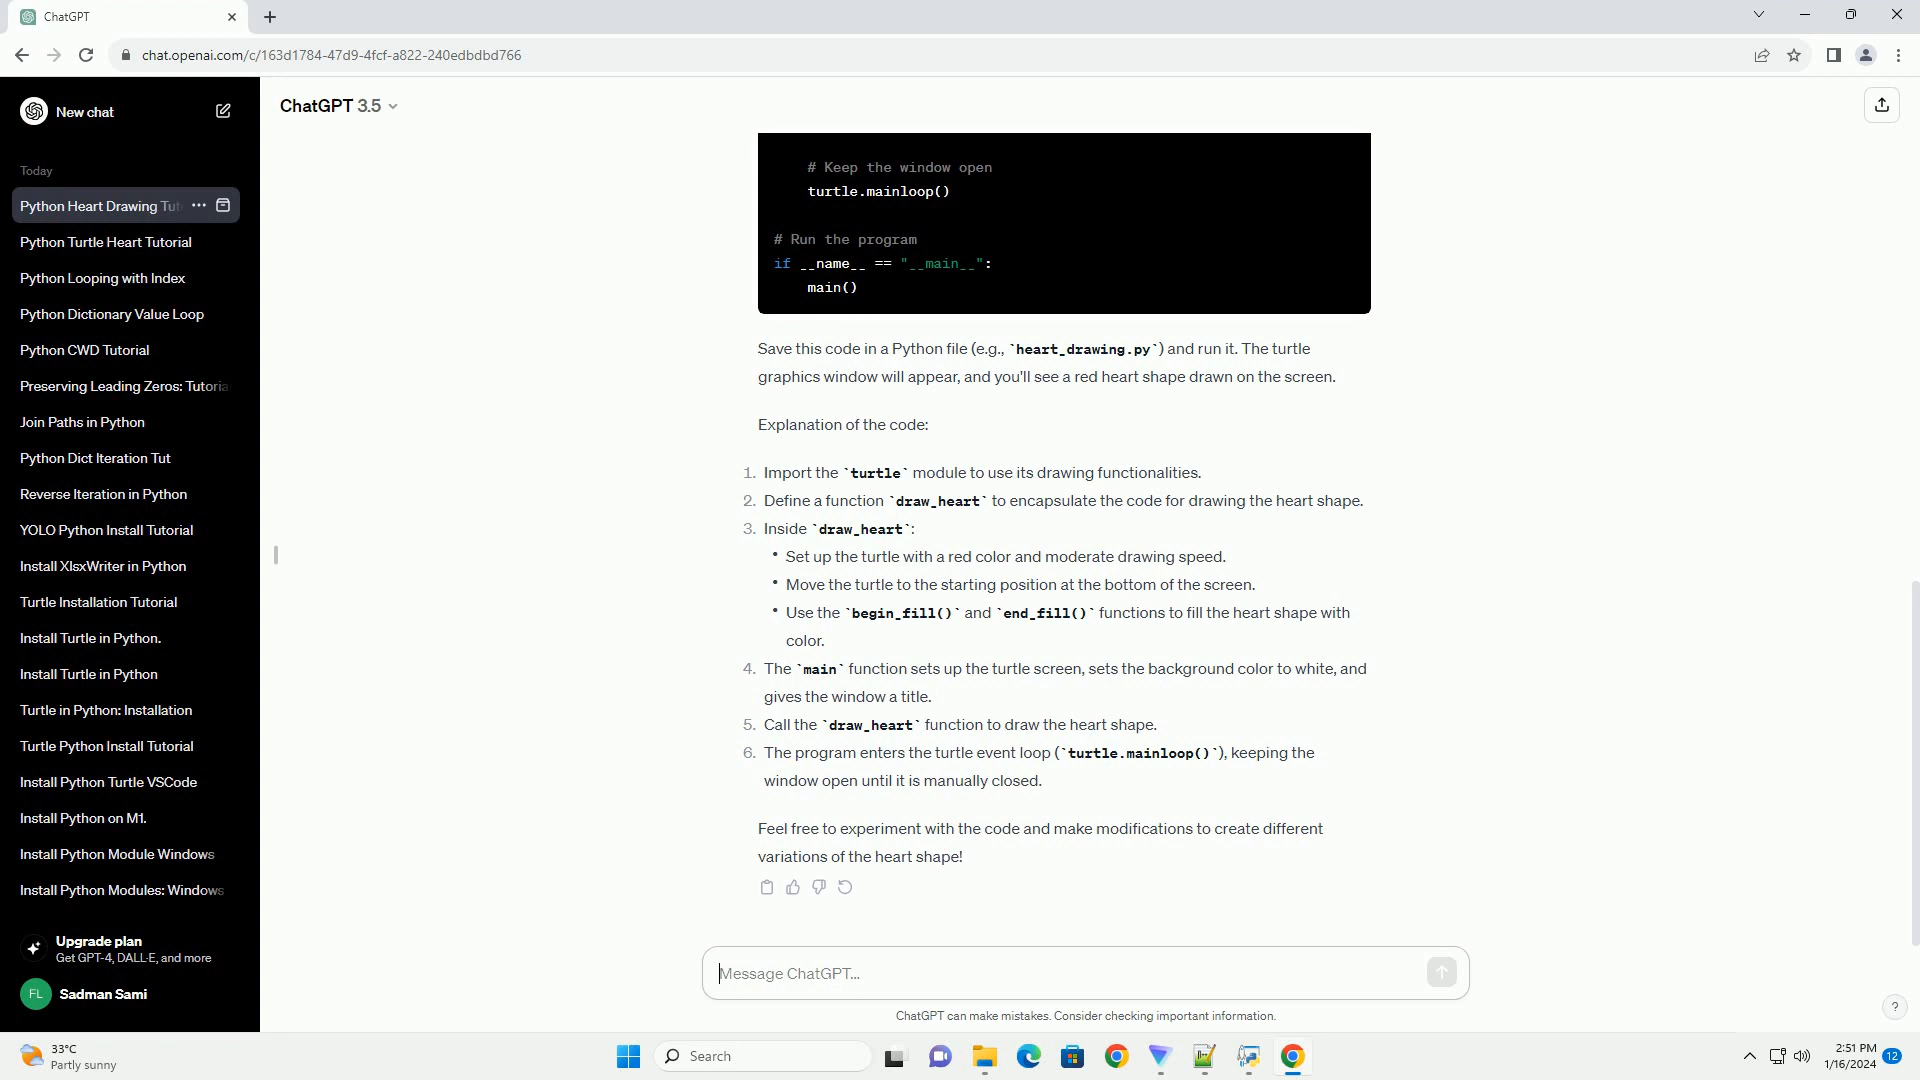 ChatGPT
chat.openai.com/c/163d1784-47d9-4fcf-a822-240edbdbd766
New chat
Today
Python Heart Drawing Tut
Python Turtle Heart Tutorial
Python Looping with Index
Python Dictionary Value Loop
Python CWD Tutorial
Preserving Leading Zeros: Tutoria
Join Paths in Python
Python Dict Iteration Tut
Reverse Iteration in Python
YOLO Python Install Tutorial
Install XlsxWriter in Python
Turtle Installation Tutorial
Install Turtle in Python.
Install Turtle in Python
Turtle in Python: Installation
Turtle Python Install Tutorial
Install Python Turtle VSCode
Install Python on M1.
Install Python Module Windows
Install Python Modules: Windows
Upgrade plan
Get GPT-4, DALL·E, and more
FL Sadman Sami
ChatGPT 3.5
# Keep the window open
turtle.mainloop()
# Run the program
if __name__ == "__main__":
main()
Save this code in a Python file (e.g., `heart_drawing.py`) and run it. The turtle
graphics window will appear, and you'll see a red heart shape drawn on the screen.
Explanation of the code:
1. Import the `turtle` module to use its drawing functionalities.
2. Define a function `draw_heart` to encapsulate the code for drawing the heart shape.
3. Inside `draw_heart`:
• Set up the turtle with a red color and moderate drawing speed.
• Move the turtle to the starting position at the bottom of the screen.
• Use the `begin_fill()` and `end_fill()` functions to fill the heart shape with
color.
4. The `main` function sets up the turtle screen, sets the background color to white, and
gives the window a title.
5. Call the `draw_heart` function to draw the heart shape.
6. The program enters the turtle event loop (`turtle.mainloop()`), keeping the
window open until it is manually closed.
Feel free to experiment with the code and make modifications to create different
variations of the heart shape!
Message ChatGPT...
ChatGPT can make mistakes. Consider checking important information.
?
33°C
Partly sunny
Search
2:51 PM
1/16/2024
12